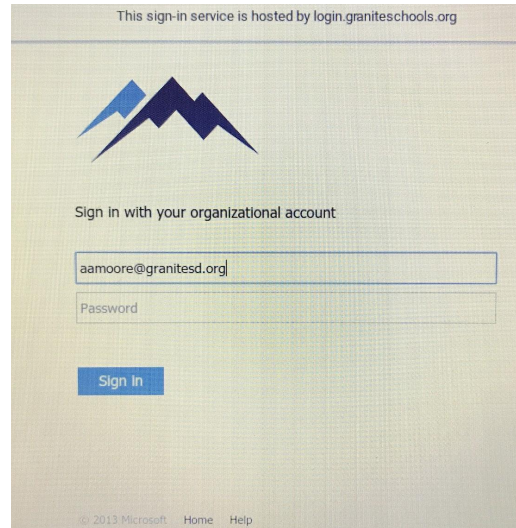 This sign-in service is hosted by login.graniteschools.org
Sign in with your organizational account
aamoore@granitesd.org
Password
Sign in
© 2013 Microsoft Home Help